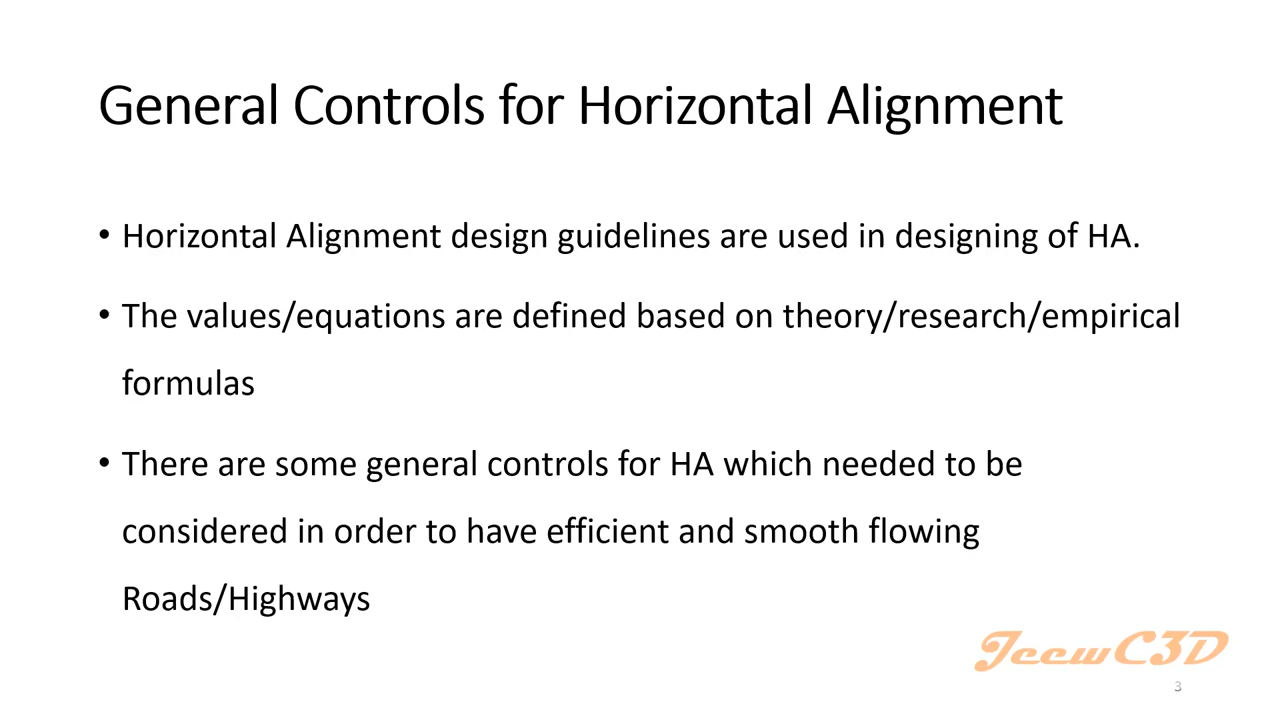 General Controls for Horizontal Alignment
• Horizontal Alignment design guidelines are used in designing of HA.
• The values/equations are defined based on theory/research/empirical
formulas
• There are some general controls for HA which needed to be
considered in order to have efficient and smooth flowing
Roads/Highways
JeewC3D
3